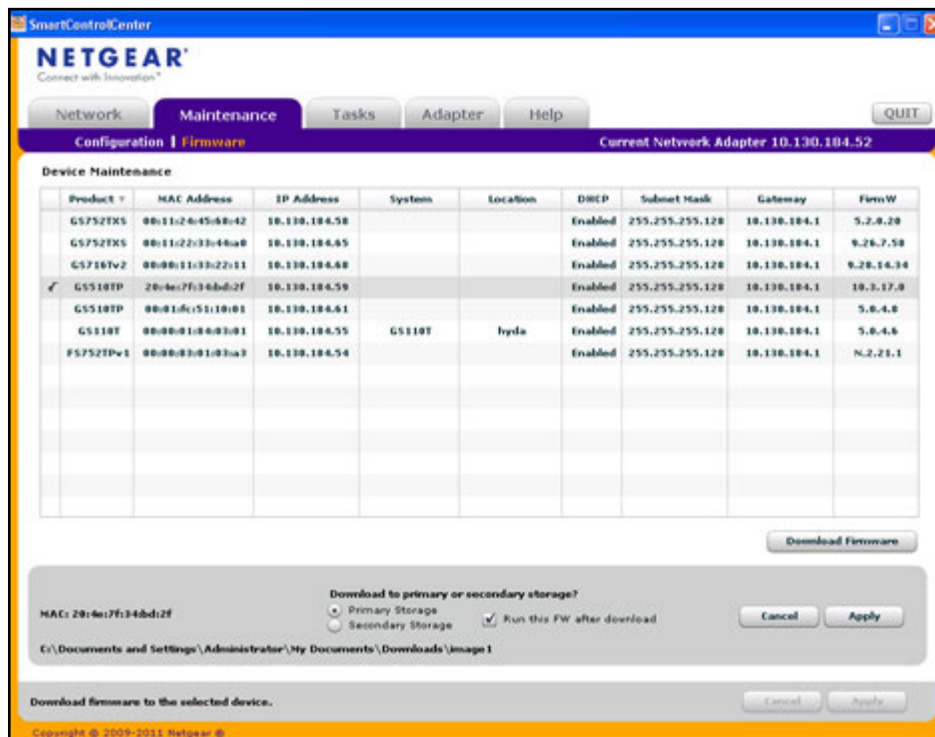 SmartControlCenter
NETGEAR®
Connect with Innovation™
Network Maintenance Tasks Adapter Help QUIT
Configuration | Firmware Current Network Adapter 10.130.184.52
Device Maintenance
Product MAC Address IP Address System Location DHCP Subnet Mask Gateway FirmW
GS752TXS 00:11:24:45:68:42 10.130.184.58 Enabled 255.255.255.128 10.130.184.1 5.2.0.20
GS752TXS 00:11:22:33:44:a0 10.130.184.65 Enabled 255.255.255.128 10.130.184.1 9.26.7.58
GS716Tv2 00:00:11:33:22:11 10.130.184.68 Enabled 255.255.255.128 10.130.184.1 9.28.14.34
GS510TP 20:4e:7f:34:bd:2f 10.130.184.59 Enabled 255.255.255.128 10.130.184.1 10.3.17.0
GS510TP 00:01:fc:51:10:01 10.130.184.61 Enabled 255.255.255.128 10.130.184.1 5.0.4.0
GS110T 00:00:01:84:03:01 10.130.184.55 GS110T hyda Enabled 255.255.255.128 10.130.184.1 5.0.4.6
FS752TPv1 00:00:83:01:03:a3 10.130.184.54 Enabled 255.255.255.128 10.130.184.1 N.2.21.1
Download Firmware
Download to primary or secondary storage?
MAC: 20:4e:7f:34:bd:2f
Primary Storage
Secondary Storage
Run this FW after download
Cancel Apply
C:\Documents and Settings\Administrator\My Documents\Downloads\image1
Download firmware to the selected device. Cancel Apply
Copyright © 2009-2011 Netgear ®